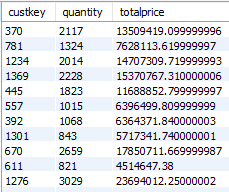 custkey quantity totalprice
370 2117 13509419.099999996
781 1324 7628113.619999997
1234 2014 14707309.719999993
1369 2228 15370767.310000006
445 1823 11688852.799999997
557 1015 6396499.809999999
392 1068 6364371.840000003
1301 843 5717341.740000001
670 2659 17850711.669999987
611 821 4514647.38
1276 3029 23694012.25000002